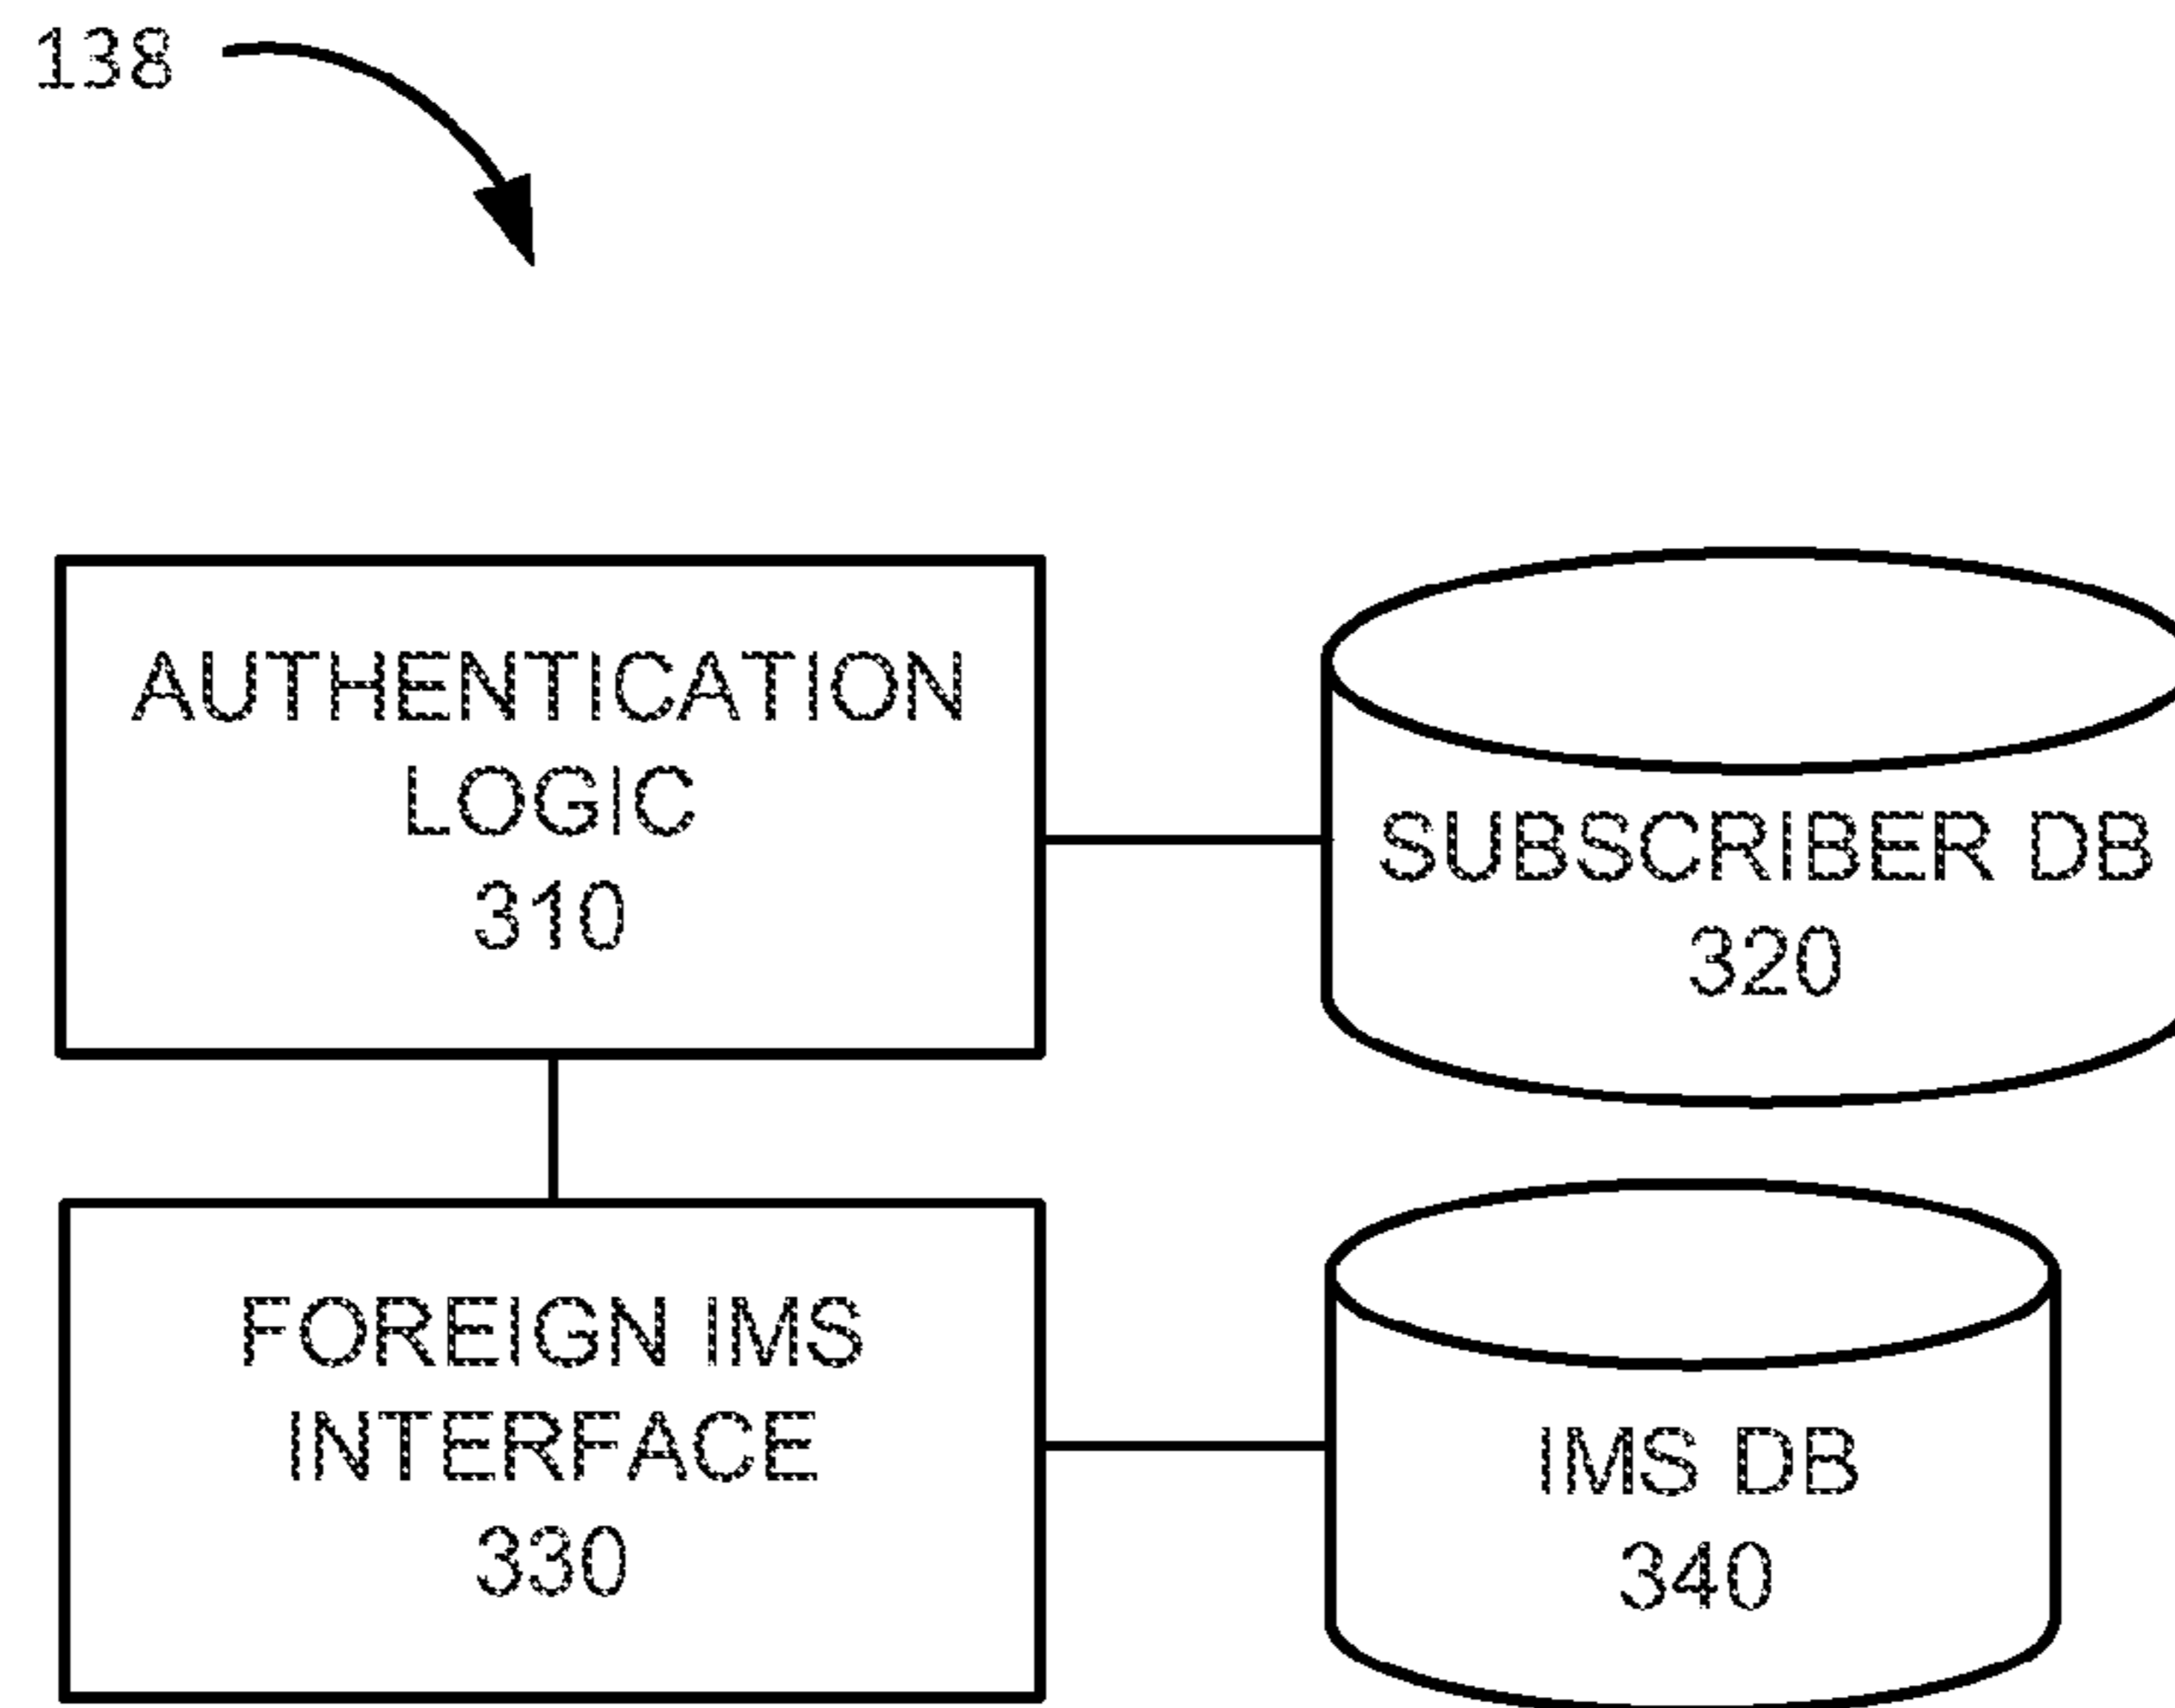 138
AUTHENTICATION
LOGIC
310
SUBSCRIBER DB
320
FOREIGN IMS
INTERFACE
330
IMS DB
340